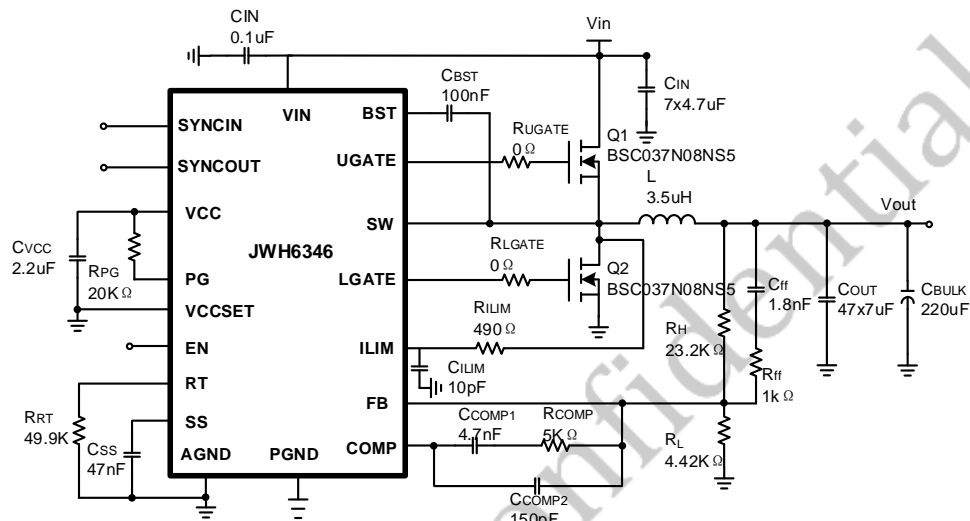 CIN
0.1uF
Vin
CIN
7x4.7uF
CBST
100nF
RUGATE
0Ω
Q1
BSC037N08NS5
L
3.5uH
Vout
SYNCIN
SYNCOUT
VCC
PG
VCCSET
EN
RT
SS
AGND
PGND
VIN
JWH6346
BST
UGATE
SW
LGATE
ILIM
FB
COMP
CVCC
2.2uF
RPG
20KΩ
RLGATE
0Ω
Q2
BSC037N08NS5
RILIM
490Ω
CILIM
10pF
RH
23.2KΩ
Cff
1.8nF
Rff
1kΩ
COUT
47x7uF
CBULK
220uF
RRT
49.9K
CSS
47nF
CCOMP1
4.7nF
RCOMP
5KΩ
CCOMP2
150pF
RL
4.42KΩ
onfidential